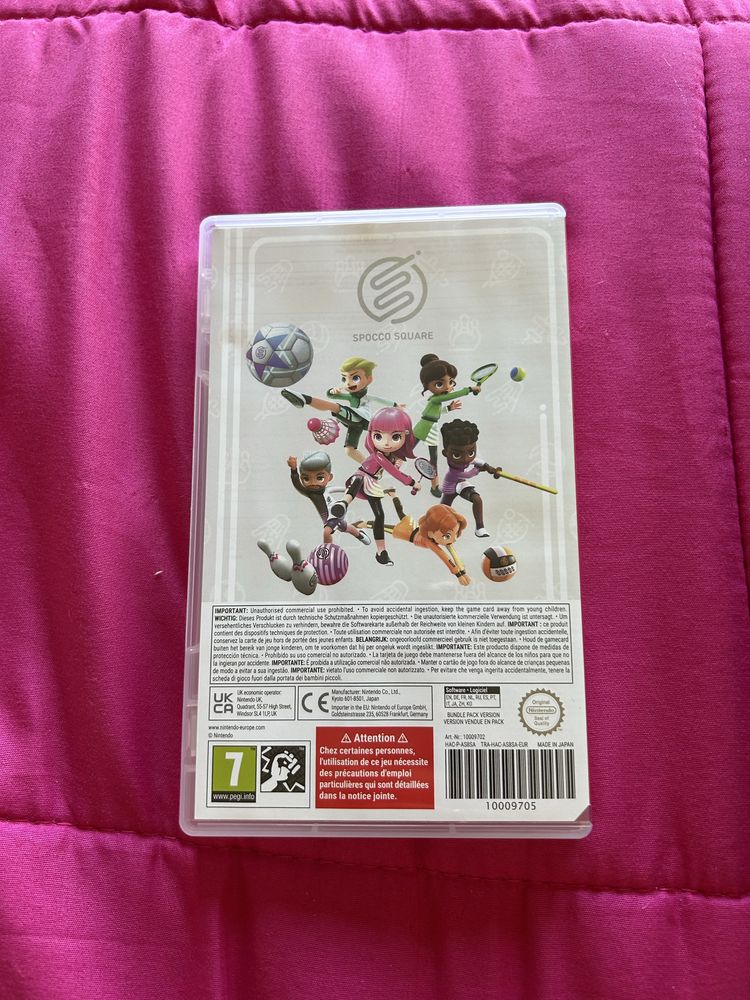 SPOCCO SQUARE
IMPORTANT: Unauthorised commercial use prohibited. • To avoid accidental ingestion, keep the game card away from young children.
WICHTIG: Dieses Produkt ist durch technische Schutzmaßnahmen kopiergeschützt. • Die unautorisierte kommerzielle Verwendung ist untersagt. • Um
versehentliches Verschlucken zu verhindern, bewahre die Softwarekarte außerhalb der Reichweite von kleinen Kindern auf. IMPORTANT : ce produit
contient des dispositifs techniques de protection. • Toute utilisation commerciale non autorisée est interdite. • Afin d'éviter toute ingestion accidentelle,
conservez la carte de jeu hors de portée des jeunes enfants. BELANGRIJK: ongeoorloofd commercieel gebruik is niet toegestaan. • Houd de gamecard
buiten het bereik van jonge kinderen, om te voorkomen dat hij per ongeluk wordt ingeslikt. IMPORTANTE: Este producto dispone de medidas de
protección técnica. • Prohibido su uso comercial no autorizado. • La tarjeta de juego debe mantenerse fuera del alcance de los niños para que no
la ingieran por accidente. IMPORTANTE: É proibida a utilização comercial não autorizada. • Manter o cartão de jogo fora do alcance de crianças pequenas
de modo a evitar a sua ingestão. IMPORTANTE: vietato l'uso commerciale non autorizzato. • Per evitare che venga ingerita accidentalmente, tenere la
scheda di gioco fuori dalla portata dei bambini piccoli.
UK
CA
UK economic operator:
Nintendo UK,
Quadrant, 55-57 High Street,
Windsor SL4 1LP, UK
CE
Manufacturer: Nintendo Co., Ltd.,
Kyoto 601-8501, Japan
Importer in the EU: Nintendo of Europe GmbH,
Goldsteinstrasse 235, 60528 Frankfurt, Germany
Software • Logiciel
EN, DE, FR, NL, RU, ES, PT,
IT, JA, ZH, KO
BUNDLE PACK VERSION
VERSION VENDUE EN PACK
Original
Nintendo
Seal of
Quality
www.nintendo-europe.com
© Nintendo
Art.-Nr.: 10009702
HAC-P-AS8SA TRA-HAC-AS8SA-EUR MADE IN JAPAN
7
www.pegi.info
⚠ Attention ⚠
Chez certaines personnes,
l'utilisation de ce jeu nécessite
des précautions d'emploi
particulières qui sont détaillées
dans la notice jointe.
10009705